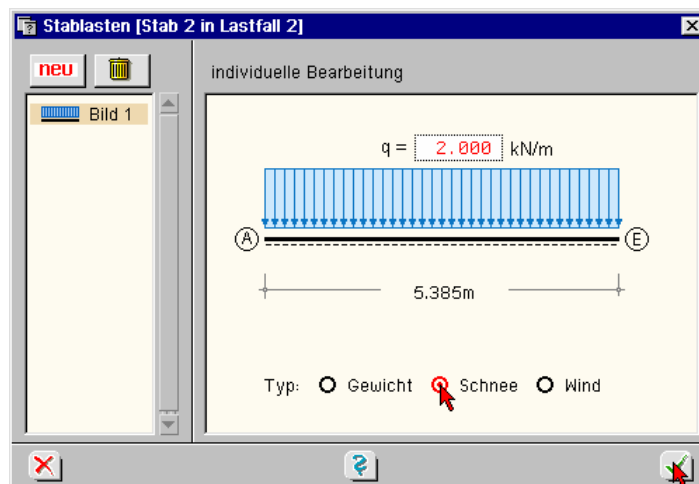 Stablasten [Stab 2 in Lastfall 2]
neu
individuelle Bearbeitung
Bild 1
q = 2.000 kN/m
A
E
5.385m
Typ: Gewicht Schnee Wind